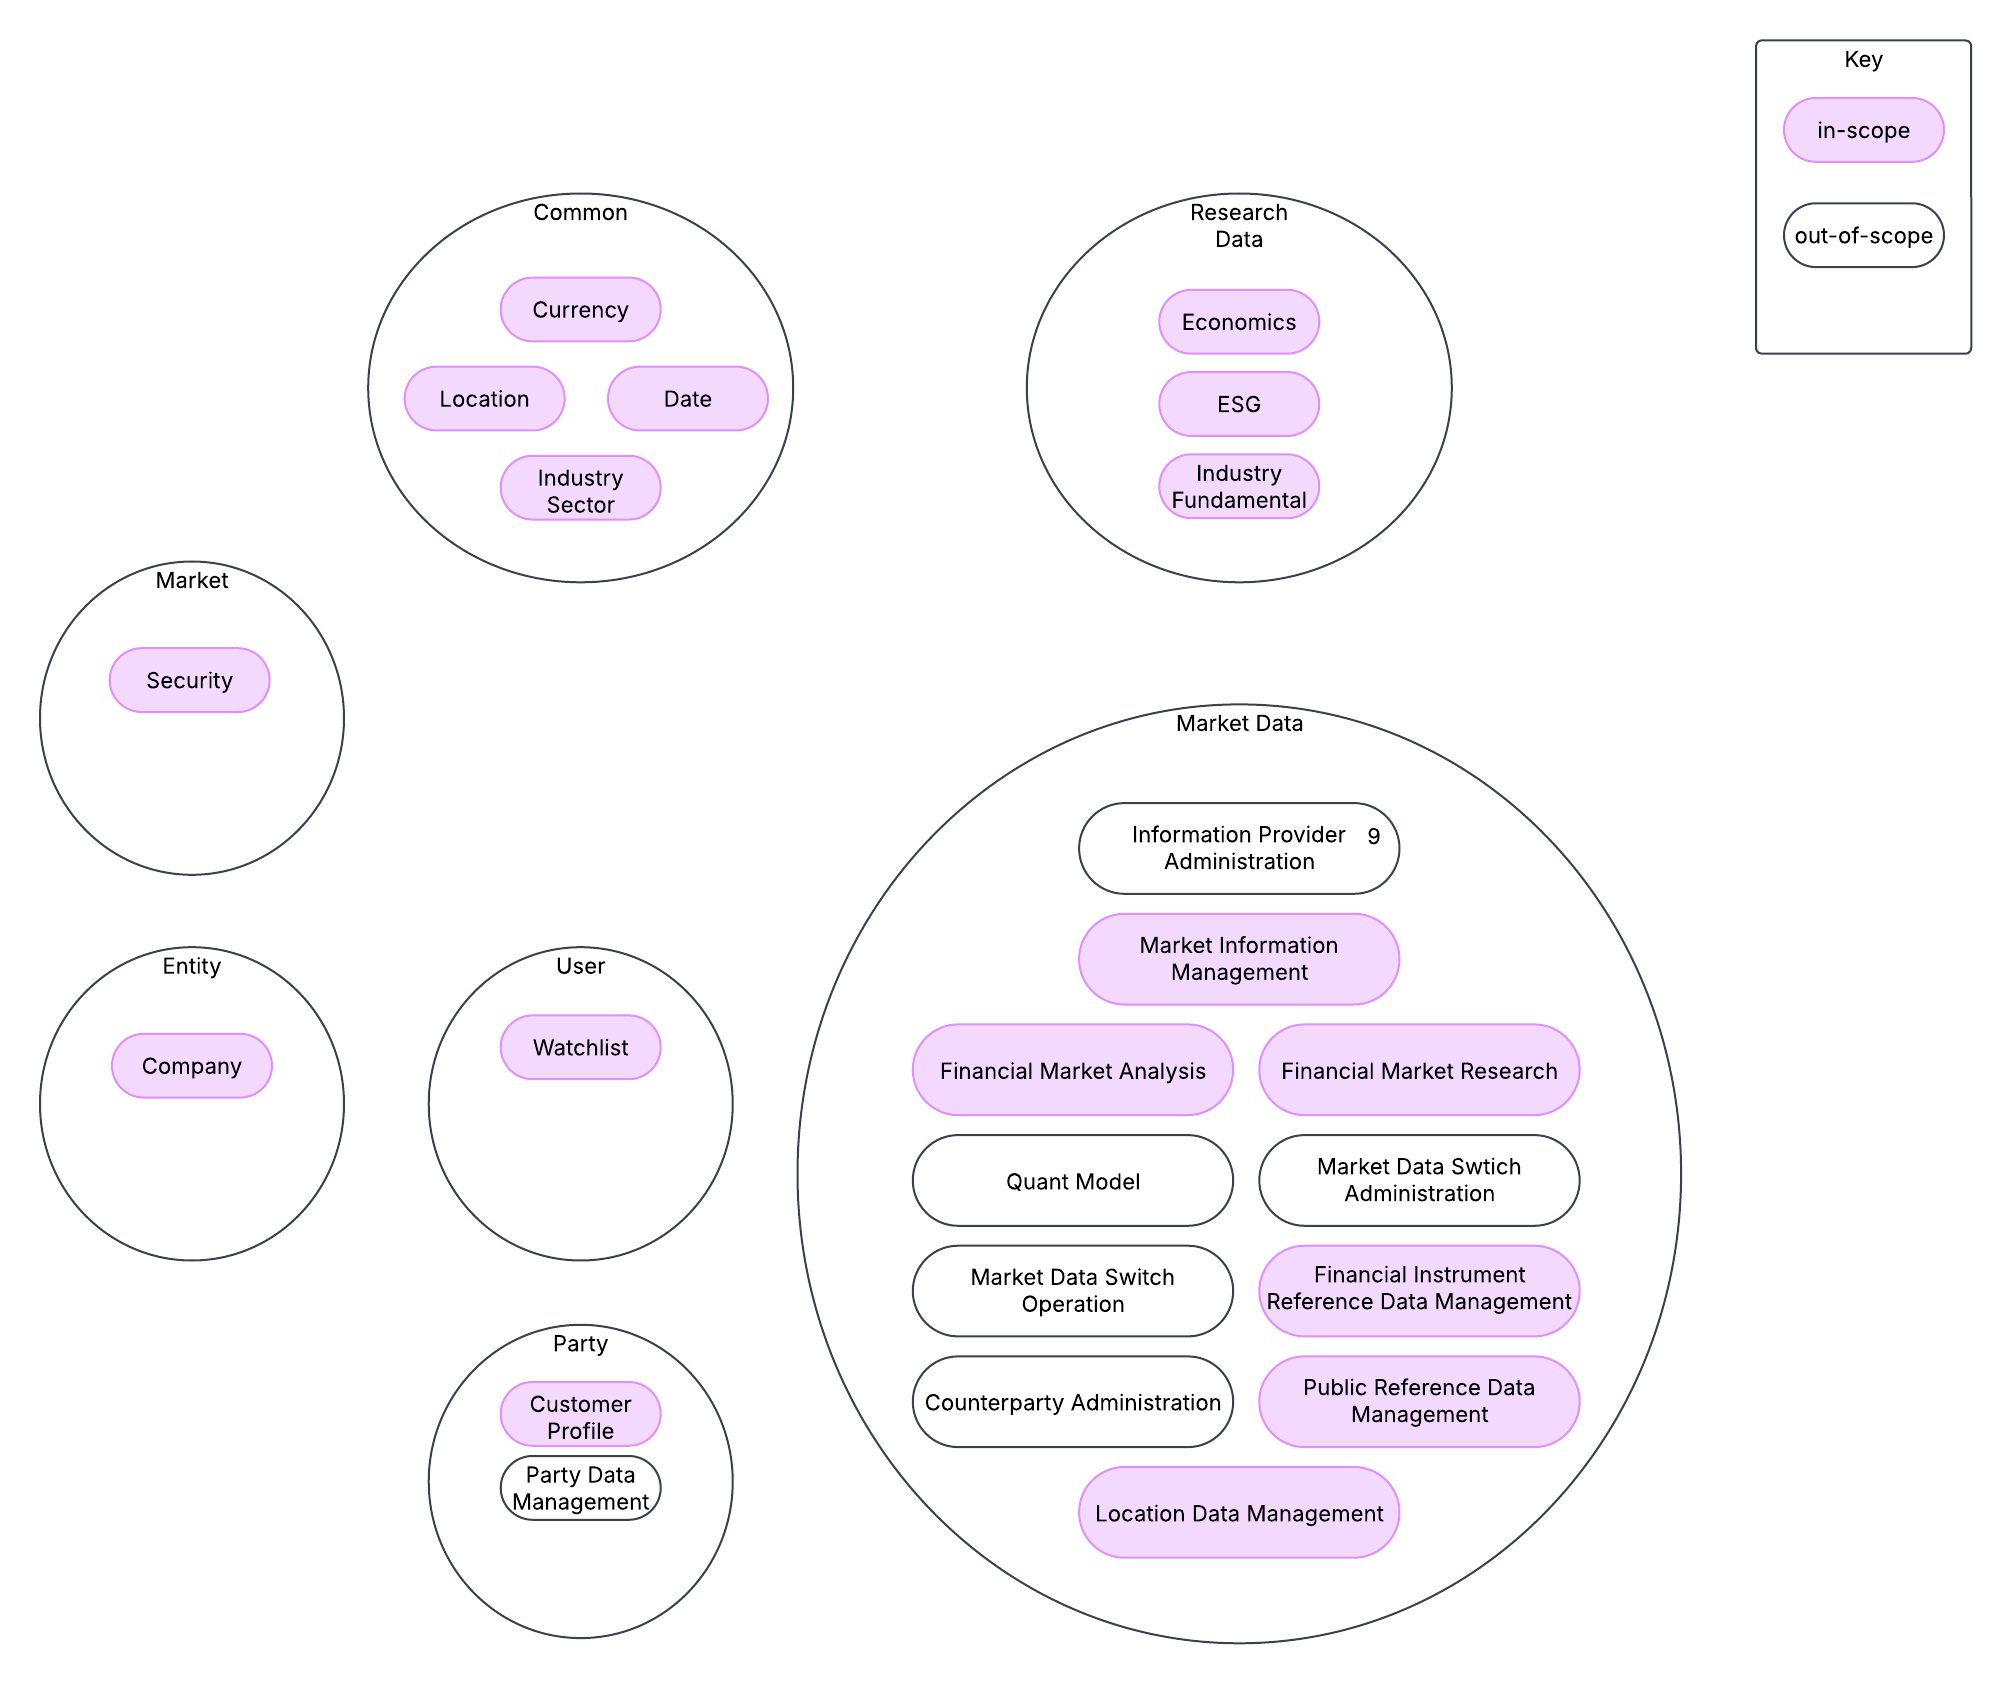 Key
in-scope
out-of-scope
Common
Currency
Location
Date
Industry
Sector
Research
Data
Economics
ESG
Industry
Fundamental
Market
Security
Entity
Company
User
Watchlist
Party
Customer
Profile
Party Data
Management
Market Data
Information Provider 9
Administration
Market Information
Management
Financial Market Analysis
Financial Market Research
Quant Model
Market Data Swtich
Administration
Market Data Switch
Operation
Financial Instrument
Reference Data Management
Counterparty Administration
Public Reference Data
Management
Location Data Management